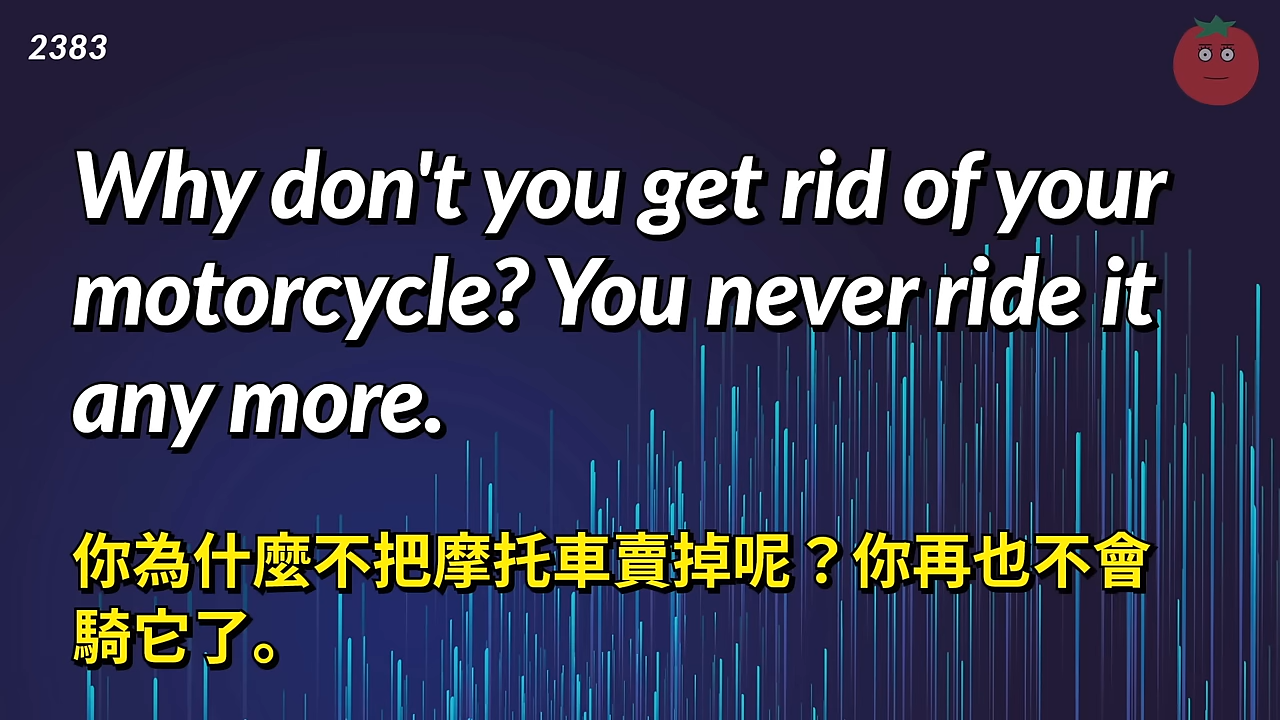 2383
Why don't you get rid of your
motorcycle? You never ride it
any more.
你為什麼不把摩托車賣掉呢？你再也不會
騎它了。